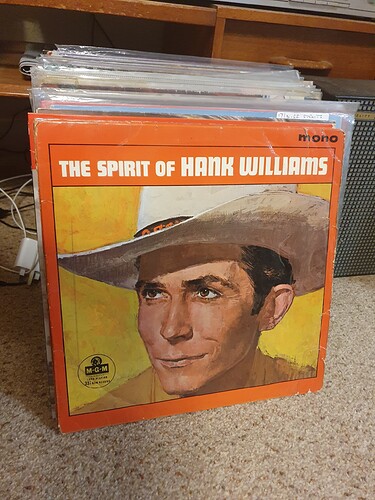 mono
THE SPIRIT OF HANK WILLIAMS
M-G-M